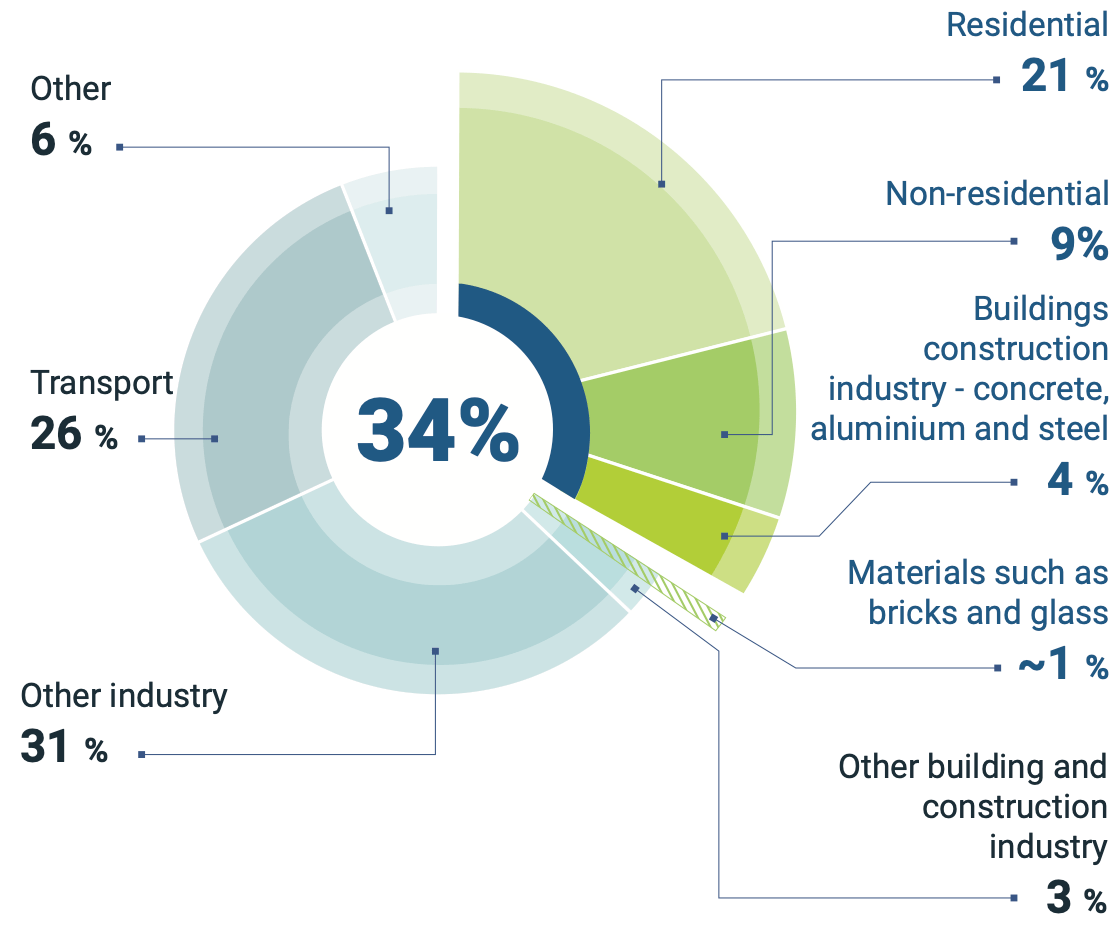 Residential
21 %
Other
6 %
Non-residential
9%
Buildings
construction
industry - concrete,
aluminium and steel
4 %
Transport
26 %
34%
Materials such as
bricks and glass
~1 %
Other industry
31 %
Other building and
construction
industry
3 %